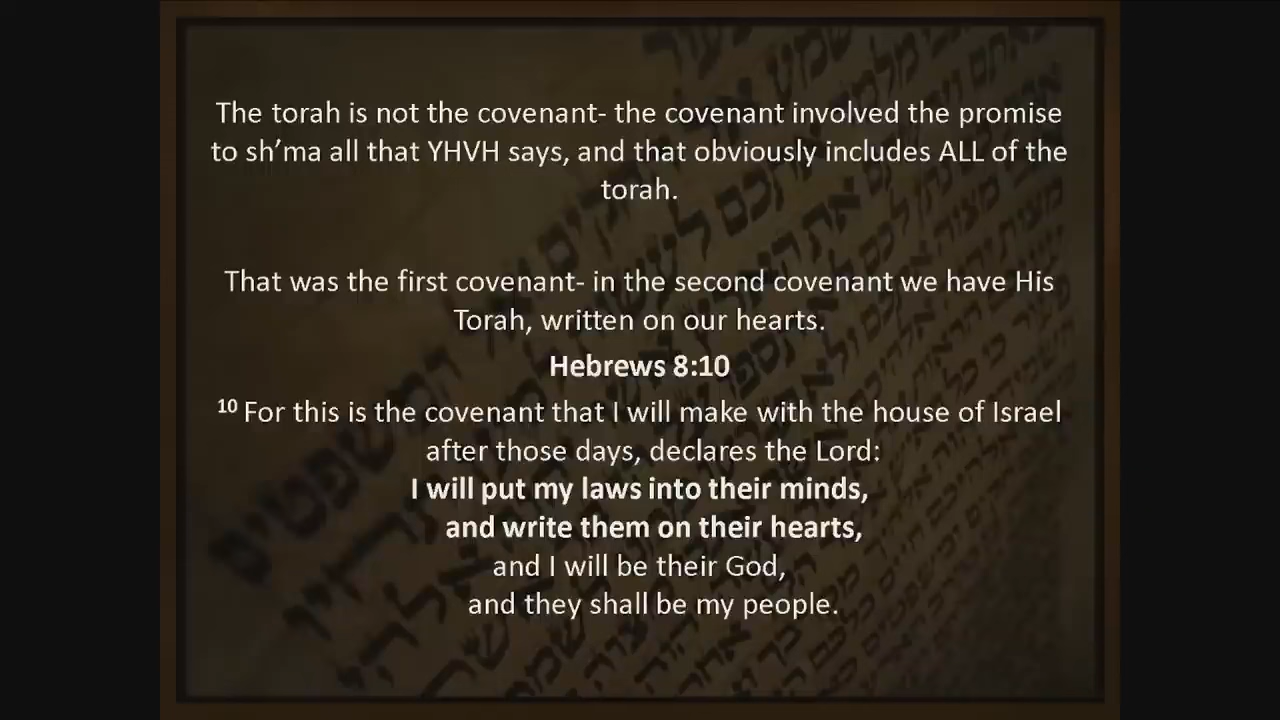 The torah is not the covenant- the covenant involved the promise
to sh’ma all that YHVH says, and that obviously includes ALL of the
torah.
That was the first covenant- in the second covenant we have His
Torah, written on our hearts.
Hebrews 8:10
10 For this is the covenant that I will make with the house of Israel
after those days, declares the Lord:
I will put my laws into their minds,
and write them on their hearts,
and I will be their God,
and they shall be my people.